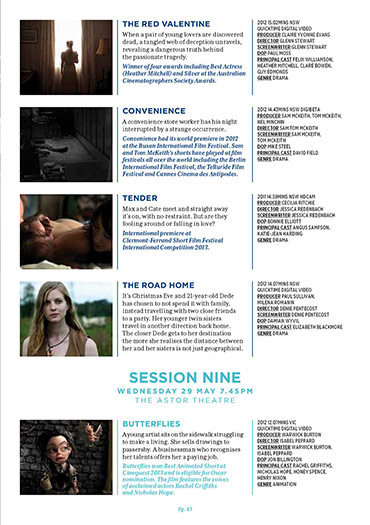 THE RED VALENTINE
When a pair of young lovers are discovered
dead, a tangled web of deception unravels,
revealing a dangerous truth behind
the passionate tragedy.
Winner of four awards including Best Actress
(Heather Mitchell) and Silver at the Australian
Cinematographers Society Awards.
2012 15.02MINS NSW
QUICKTIME DIGITAL VIDEO
PRODUCER CLAIRE YVONNE EVANS
DIRECTOR GLENN STEWART
SCREENWRITER GLENN STEWART
DOP PAUL MOSS
PRINCIPAL CAST FELIX WILLIAMSON,
HEATHER MITCHELL, CLARE BOWEN,
GUY EDMONDS
GENRE DRAMA
CONVENIENCE
A convenience store worker has his night
interrupted by a strange occurrence.
Convenience had its world premiere in 2012
at the Busan International Film Festival. Sam
and Tom McKeith's shorts have played at film
festivals all over the world including the Berlin
International Film Festival, the Telluride Film
Festival and Cannes Cinema des Antipodes.
2012 14.43MINS NSW DIGIBETA
PRODUCER SAM MCKEITH, TOM MCKEITH,
NEIL MINCHIN
DIRECTOR SAM TOM MCKEITH
SCREENWRITER SAM MCKEITH,
TOM MCKEITH
DOP MIKE STEEL
PRINCIPAL CAST DAVID FIELD
GENRE DRAMA
TENDER
Max and Cate meet and straight away
it's on, with no restraint. But are they
fooling around or falling in love?
International premiere at
Clermont-Ferrand Short Film Festival
International Competition 2013.
2011 14.59MINS NSW HDCAM
PRODUCER CECILIA RITCHIE
DIRECTOR JESSICA REDENBACH
SCREENWRITER JESSICA REDENBACH
DOP BONNIE ELLIOTT
PRINCIPAL CAST ANGUS SAMPSON,
KATIE-JEAN HARDING
GENRE DRAMA
THE ROAD HOME
It's Christmas Eve and 21-year-old Dede
has chosen to not spend it with family,
instead travelling with two close friends
to a party. Her younger twin sisters
travel in another direction back home.
The closer Dede gets to her destination
the more she realises the distance between
her and her sisters is not just geographical.
2012 14.07MINS NSW
QUICKTIME DIGITAL VIDEO
PRODUCER PAUL SULLIVAN,
MILENA ROMANIN
DIRECTOR DENIE PENTECOST
SCREENWRITER DENIE PENTECOST
DOP DAMIAN WYVILL
PRINCIPAL CAST ELIZABETH BLACKMORE
GENRE DRAMA
SESSION NINE
WEDNESDAY 29 MAY 7.45PM
THE ASTOR THEATRE
BUTTERFLIES
A young artist sits on the sidewalk struggling
to make a living. She sells drawings to
passersby. A businessman who recognises
her talents offers her a paying job.
Butterflies won Best Animated Short at
Cinequest 2013 and is eligible for Oscar
nomination. The film features the voices
of acclaimed actors Rachel Griffiths
and Nicholas Hope.
2012 12.07MINS VIC
QUICKTIME DIGITAL VIDEO
PRODUCER WARWICK BURTON
DIRECTOR ISABEL PEPPARD
SCREENWRITER WARWICK BURTON,
ISABEL PEPPARD
DOP JON BILLINGTON
PRINCIPAL CAST RACHEL GRIFFITHS,
NICHOLAS HOPE, HONEY SPENCER,
HENRY NIXON
GENRE ANIMATION